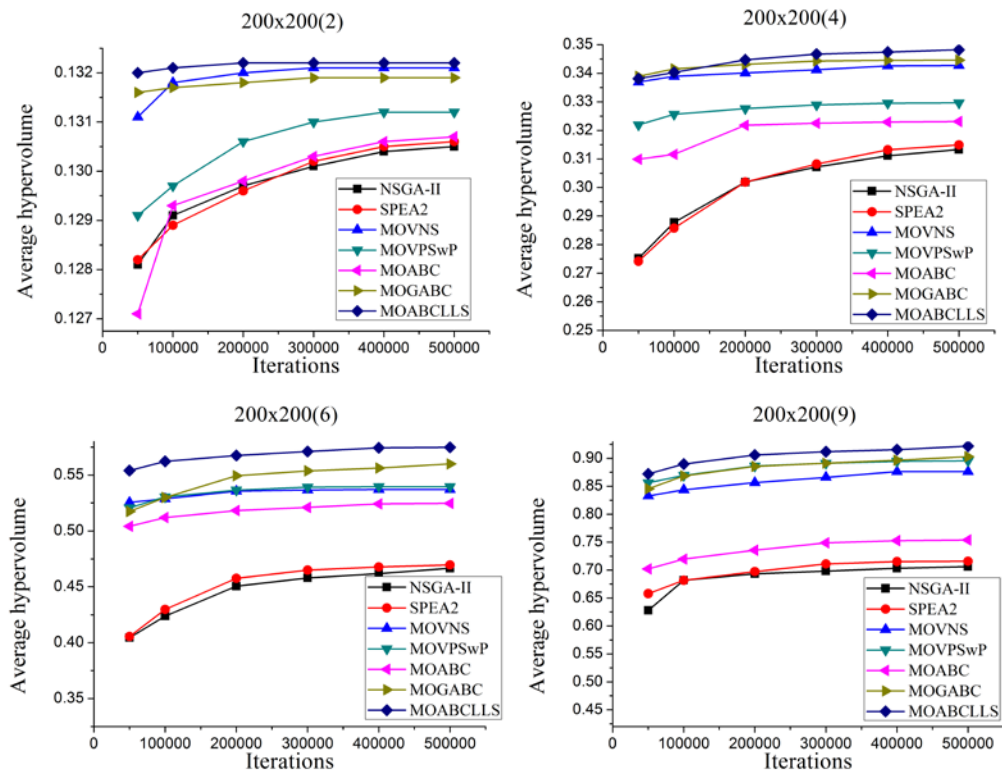 200x200(2)
Average hypervolume
0.132
0.131
0.130
0.129
0.128
0.127
NSGA-II
SPEA2
MOVNS
MOVPSwP
MOABC
MOGABC
MOABCLLS
0 100000 200000 300000 400000 500000
Iterations
200x200(4)
Average hypervolume
0.35
0.34
0.33
0.32
0.31
0.30
0.29
0.28
0.27
0.26
0.25
NSGA-II
SPEA2
MOVNS
MOVPSwP
MOABC
MOGABC
MOABCLLS
0 100000 200000 300000 400000 500000
Iterations
200x200(6)
Average hypervolume
0.55
0.50
0.45
0.40
0.35
NSGA-II
SPEA2
MOVNS
MOVPSwP
MOABC
MOGABC
MOABCLLS
0 100000 200000 300000 400000 500000
Iterations
200x200(9)
Average hypervolume
0.90
0.85
0.80
0.75
0.70
0.65
0.60
0.55
0.50
0.45
NSGA-II
SPEA2
MOVNS
MOVPSwP
MOABC
MOGABC
MOABCLLS
0 100000 200000 300000 400000 500000
Iterations